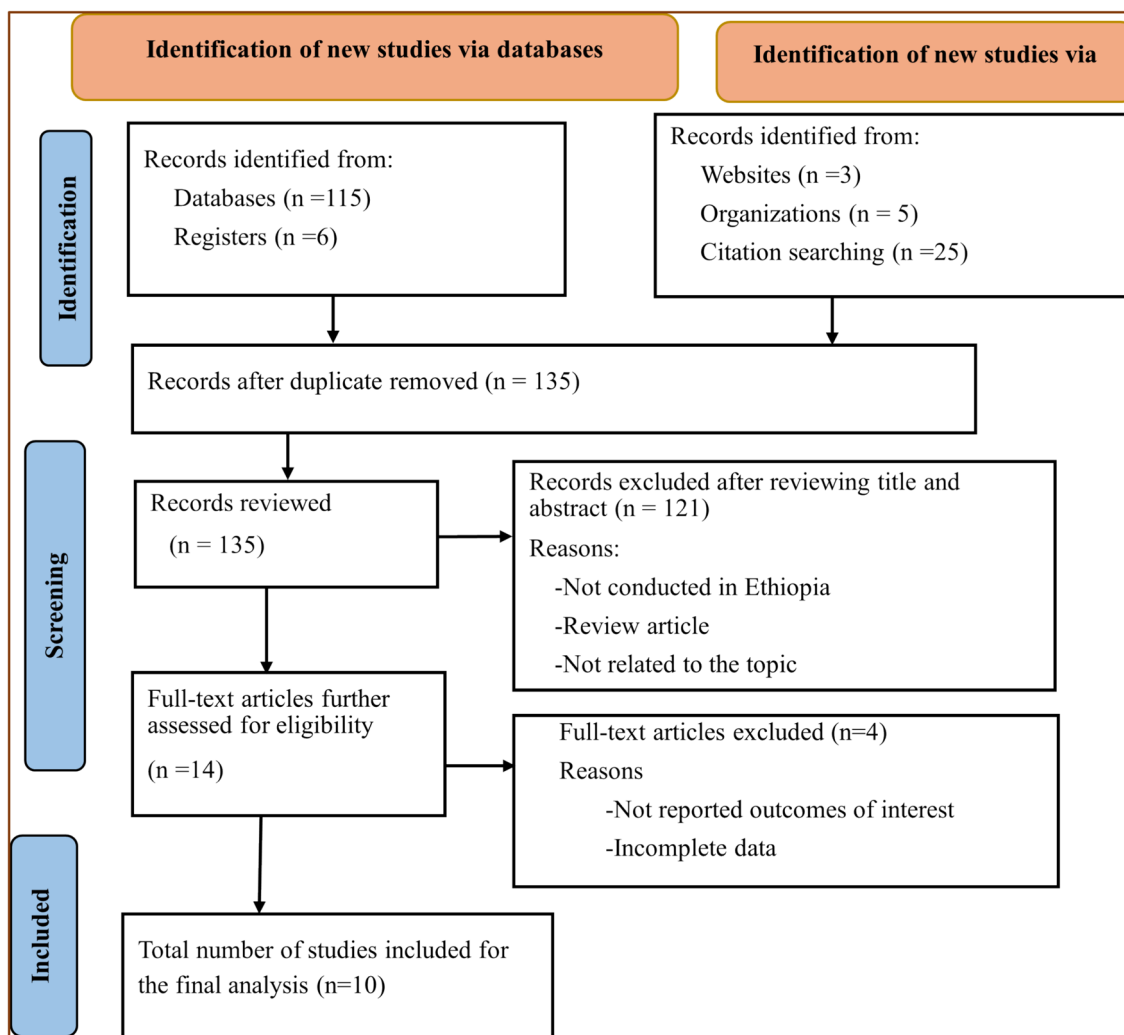 Identification of new studies via databases
Identification of new studies via
Identification
Records identified from:
Databases (n =115)
Registers (n =6)
Records identified from:
Websites (n =3)
Organizations (n = 5)
Citation searching (n =25)
Records after duplicate removed (n = 135)
Screening
Records reviewed
(n = 135)
Records excluded after reviewing title and
abstract (n = 121)
Reasons:
-Not conducted in Ethiopia
-Review article
-Not related to the topic
Full-text articles further
assessed for eligibility
(n =14)
Full-text articles excluded (n=4)
Reasons
-Not reported outcomes of interest
-Incomplete data
Included
Total number of studies included for
the final analysis (n=10)